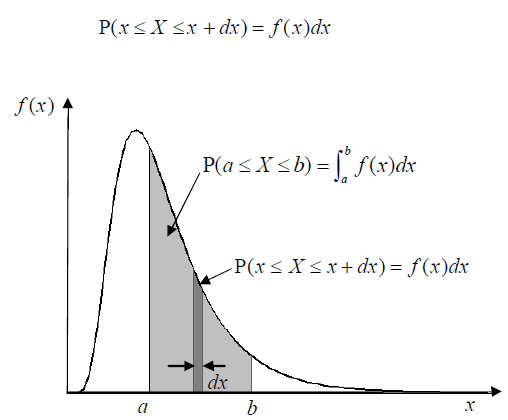 P(x ≤ X ≤ x + dx) = f(x)dx
f(x)
P(a ≤ X ≤ b) = ∫_a^b f(x)dx
P(x ≤ X ≤ x + dx) = f(x)dx
dx
a b x